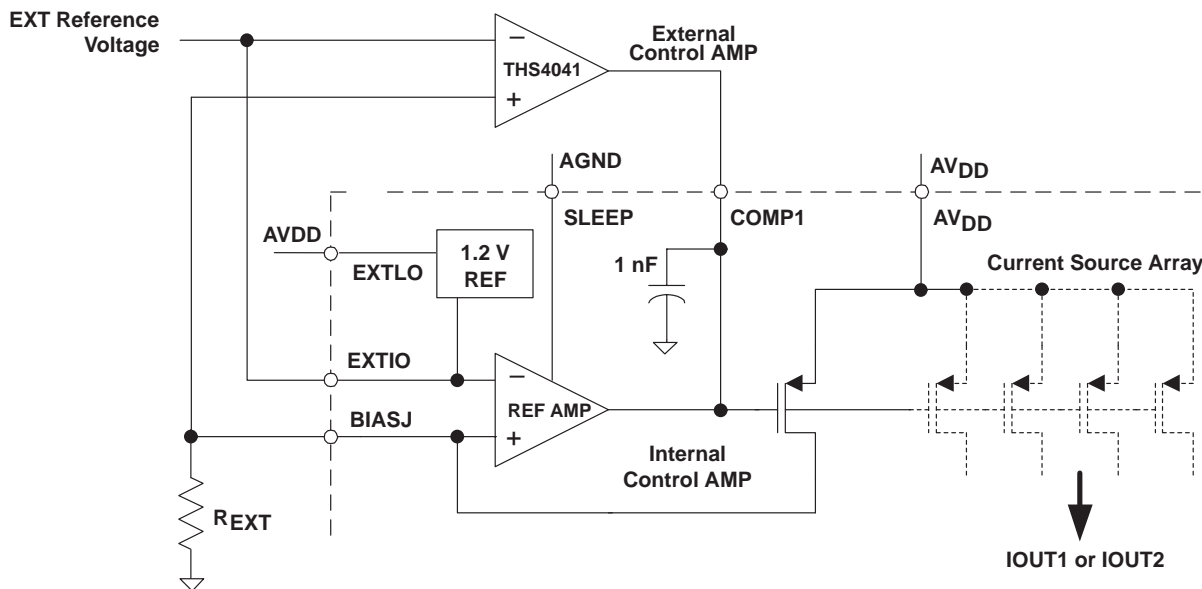 EXT Reference
Voltage
−
THS4041
+
External
Control AMP
AGND
AVDD
SLEEP
COMP1
AVDD
AVDD
EXTLO
1.2 V
REF
1 nF
Current Source Array
EXTIO
−
REF AMP
+
BIASJ
Internal
Control AMP
REXT
IOUT1 or IOUT2